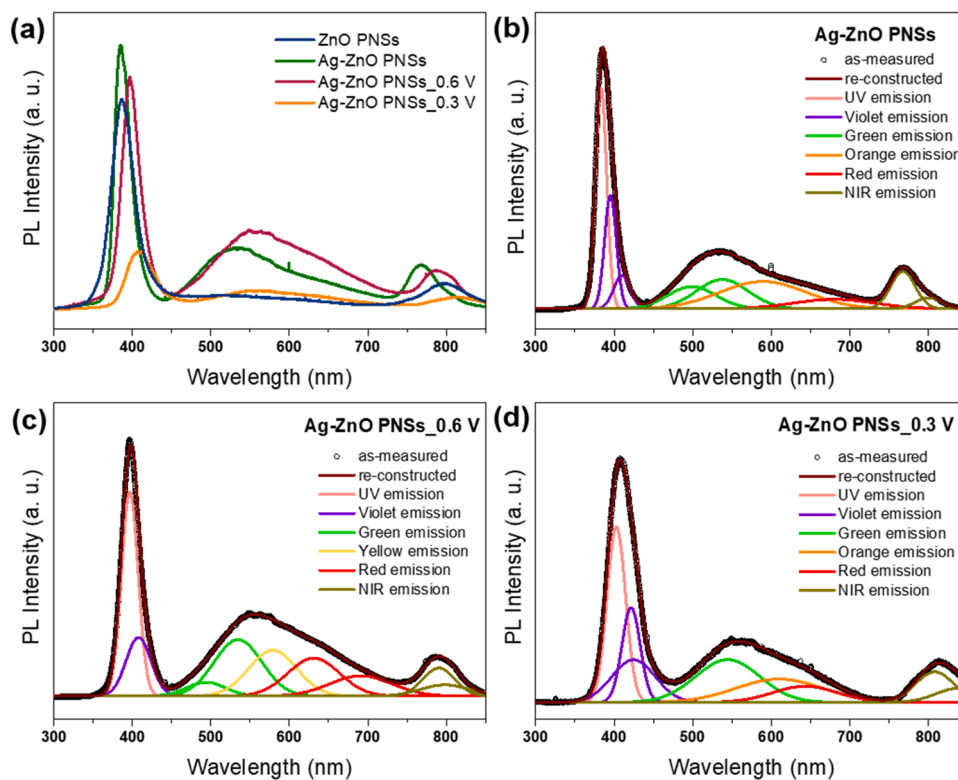 (a)
ZnO PNSs
Ag-ZnO PNSs
Ag-ZnO PNSs_0.6 V
Ag-ZnO PNSs_0.3 V
PL Intensity (a. u.)
300 400 500 600 700 800
Wavelength (nm)
(b)
Ag-ZnO PNSs
as-measured
re-constructed
UV emission
Violet emission
Green emission
Orange emission
Red emission
NIR emission
PL Intensity (a. u.)
300 400 500 600 700 800
Wavelength (nm)
(c)
Ag-ZnO PNSs_0.6 V
as-measured
re-constructed
UV emission
Violet emission
Green emission
Yellow emission
Red emission
NIR emission
PL Intensity (a. u.)
300 400 500 600 700 800
Wavelength (nm)
(d)
Ag-ZnO PNSs_0.3 V
as-measured
re-constructed
UV emission
Violet emission
Green emission
Orange emission
Red emission
NIR emission
PL Intensity (a. u.)
300 400 500 600 700 800
Wavelength (nm)